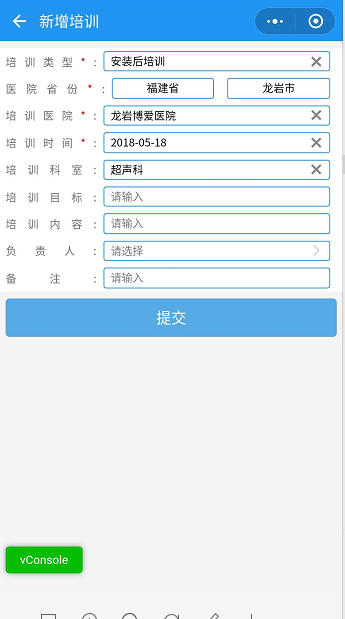 新增培训
培训类型*: 安装后培训
医院省份*: 福建省 龙岩市
培训医院*: 龙岩博爱医院
培训时间*: 2018-05-18
培训科室: 超声科
培训目标: 请输入
培训内容: 请输入
负责人: 请选择
备注: 请输入
提交
vConsole